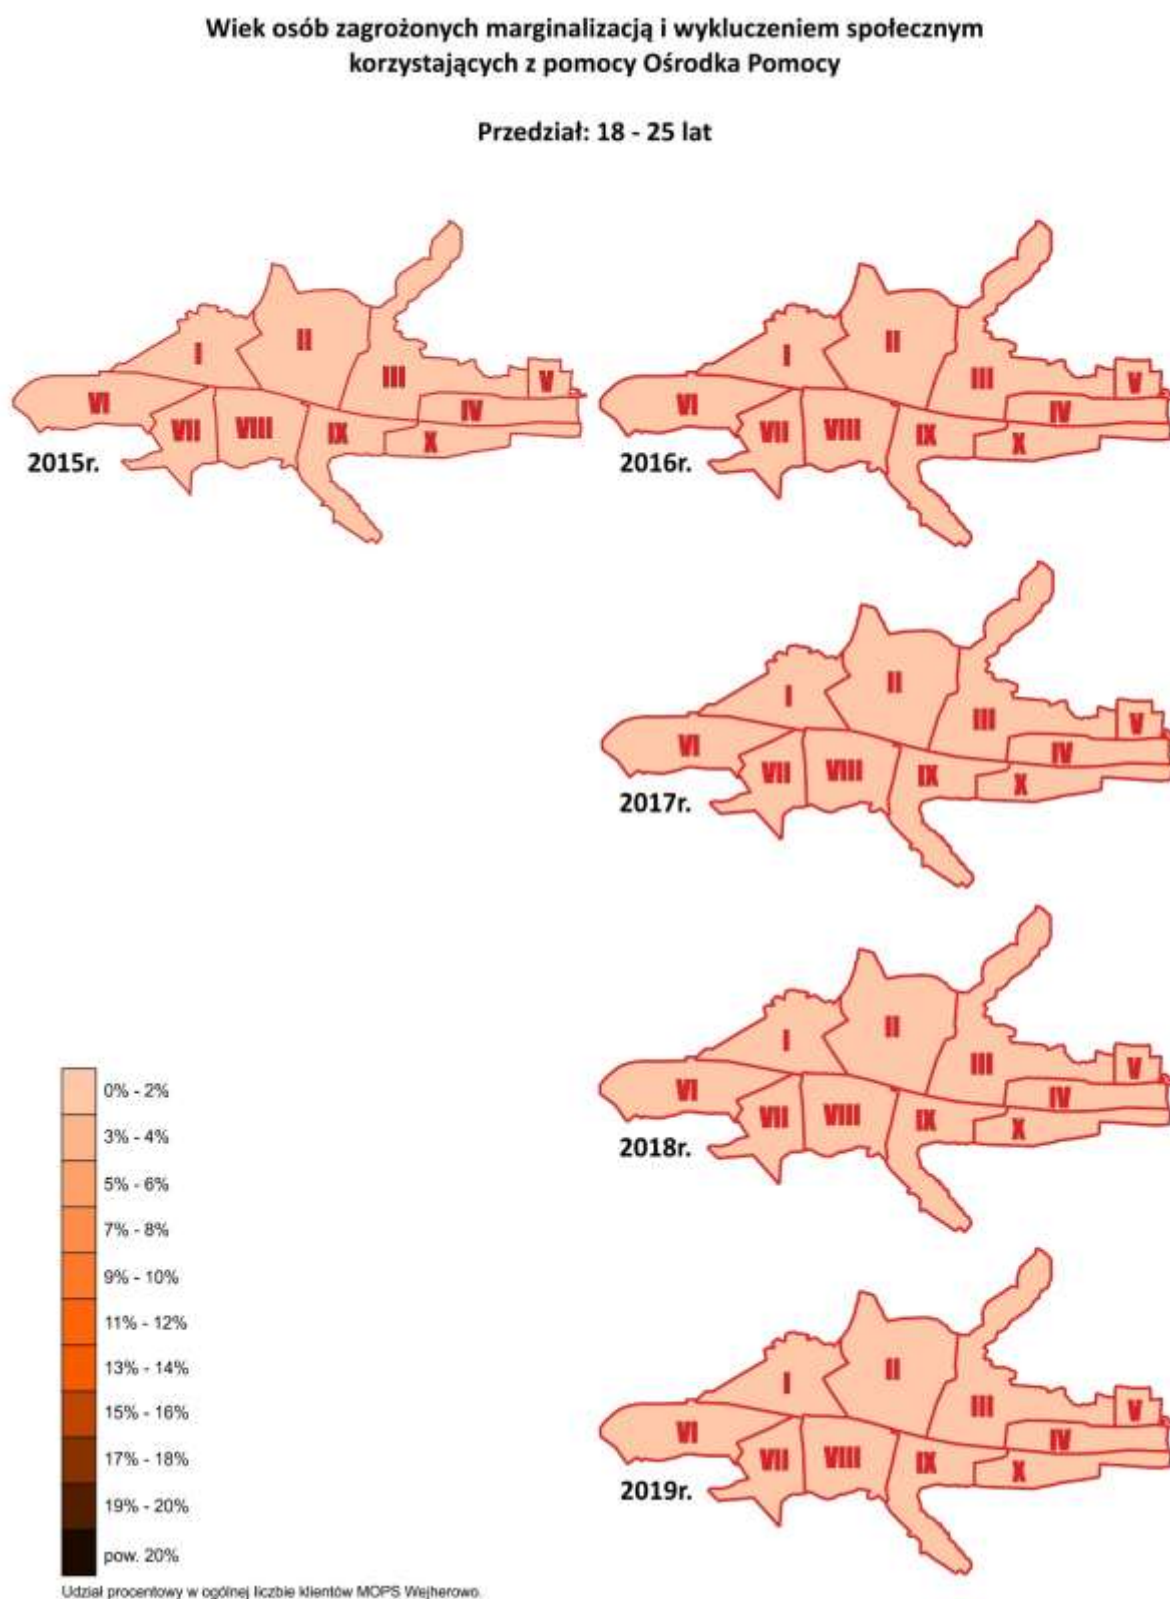 Wiek osób zagrożonych marginalizacją i wykluczeniem społecznym
korzystających z pomocy Ośrodka Pomocy
Przedział: 18 - 25 lat
I
II
III
IV
V
VI
VII
VIII
IX
X
2015r.
I
II
III
IV
V
VI
VII
VIII
IX
X
2016r.
I
II
III
IV
V
VI
VII
VIII
IX
X
2017r.
I
II
III
IV
V
VI
VII
VIII
IX
X
2018r.
I
II
III
IV
V
VI
VII
VIII
IX
X
2019r.
0% - 2%
3% - 4%
5% - 6%
7% - 8%
9% - 10%
11% - 12%
13% - 14%
15% - 16%
17% - 18%
19% - 20%
pow. 20%
Udział procentowy w ogólnej liczbie klientów MOPS Wejherowo.